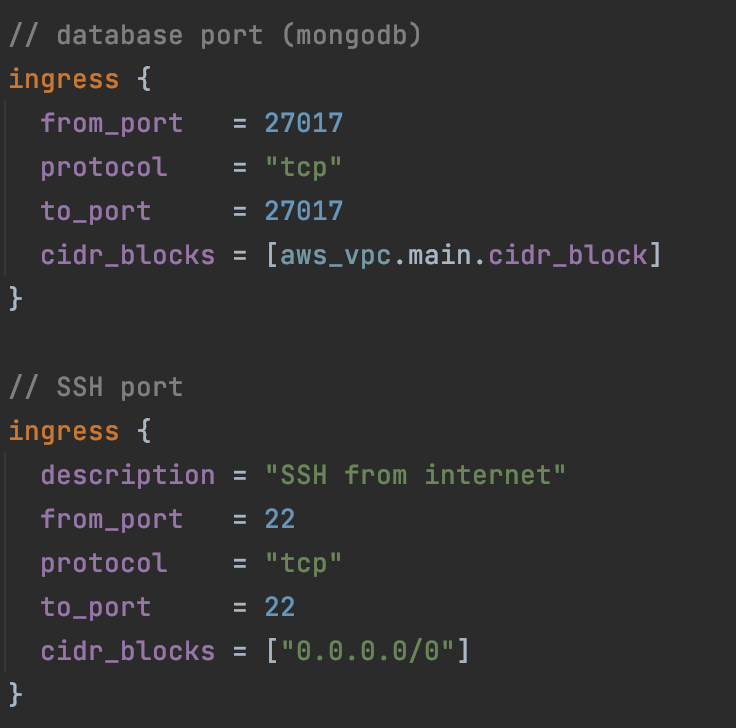 // database port (mongodb)
ingress {
from_port = 27017
protocol = "tcp"
to_port = 27017
cidr_blocks = [aws_vpc.main.cidr_block]
}
// SSH port
ingress {
description = "SSH from internet"
from_port = 22
protocol = "tcp"
to_port = 22
cidr_blocks = ["0.0.0.0/0"]
}